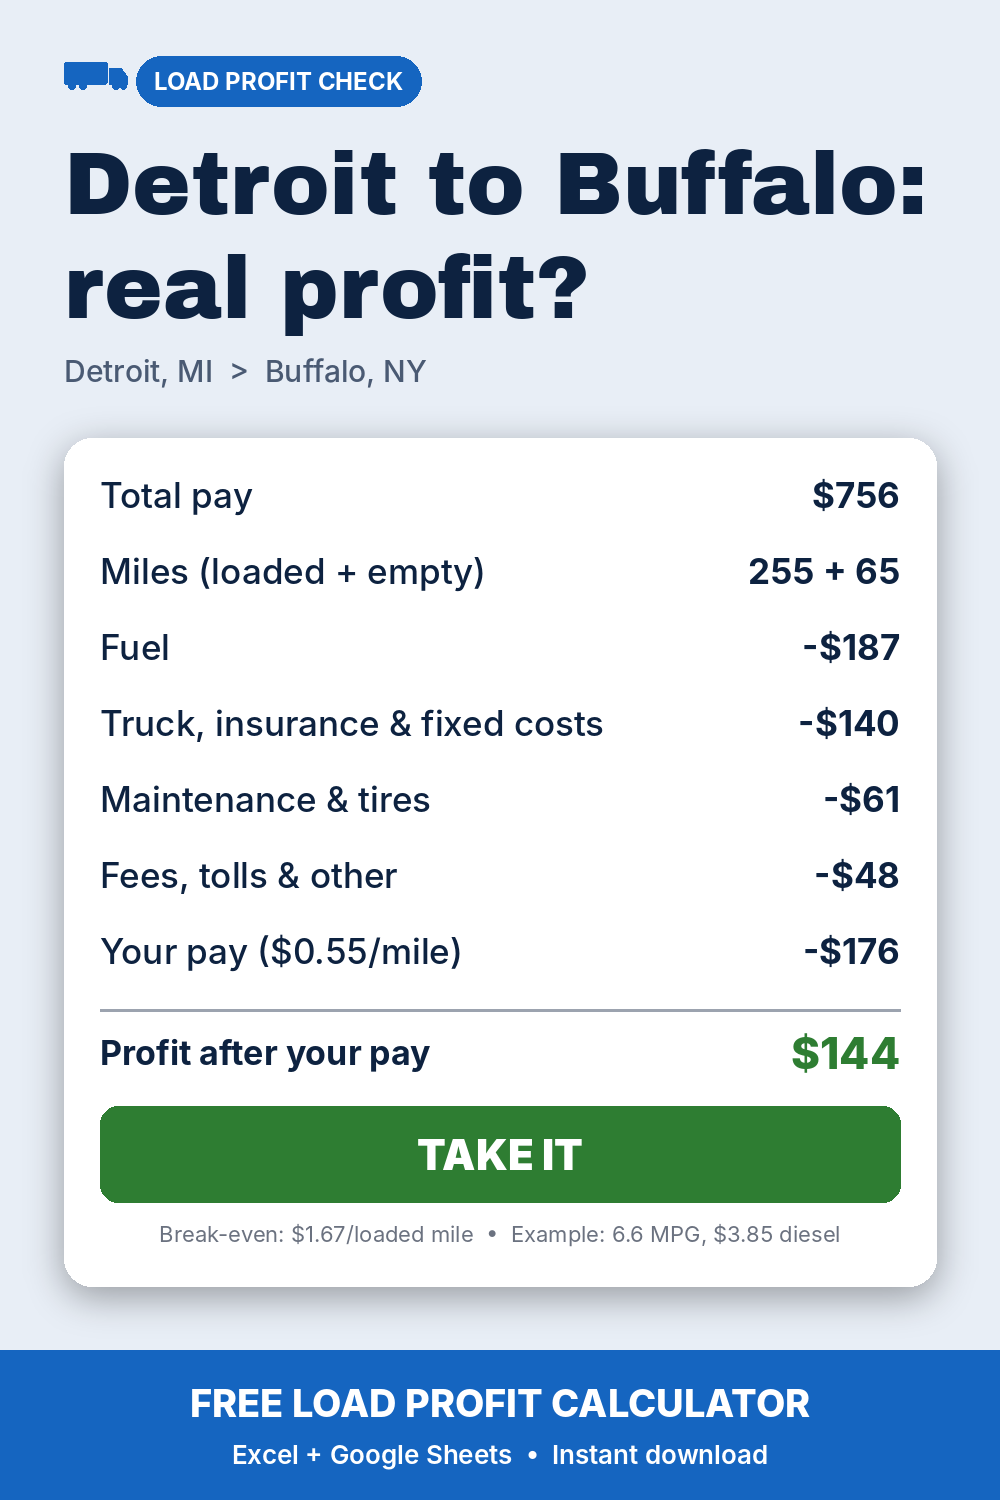 LOAD PROFIT CHECK
Detroit to Buffalo:
real profit?
Detroit, MI > Buffalo, NY
Total pay $756
Miles (loaded + empty) 255 + 65
Fuel -$187
Truck, insurance & fixed costs -$140
Maintenance & tires -$61
Fees, tolls & other -$48
Your pay ($0.55/mile) -$176
Profit after your pay $144
TAKE IT
Break-even: $1.67/loaded mile • Example: 6.6 MPG, $3.85 diesel
FREE LOAD PROFIT CALCULATOR
Excel + Google Sheets • Instant download